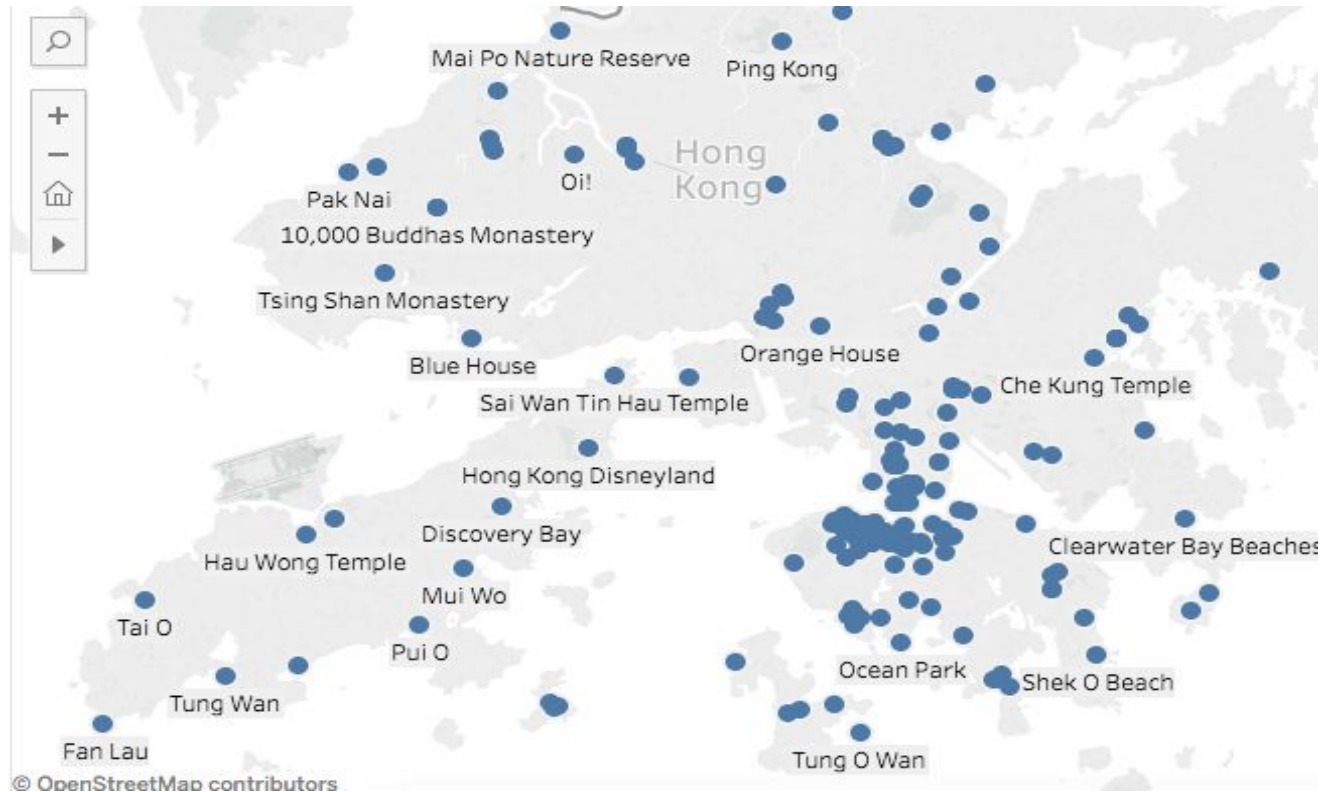 Mai Po Nature Reserve
Ping Kong
Hong
Kong
Oi!
Pak Nai
10,000 Buddhas Monastery
Tsing Shan Monastery
Orange House
Blue House
Che Kung Temple
Sai Wan Tin Hau Temple
Hong Kong Disneyland
Discovery Bay
Clearwater Bay Beaches
Hau Wong Temple
Mui Wo
Tai O
Pui O
Ocean Park
Shek O Beach
Tung Wan
Fan Lau
Tung O Wan
© OpenStreetMap contributors